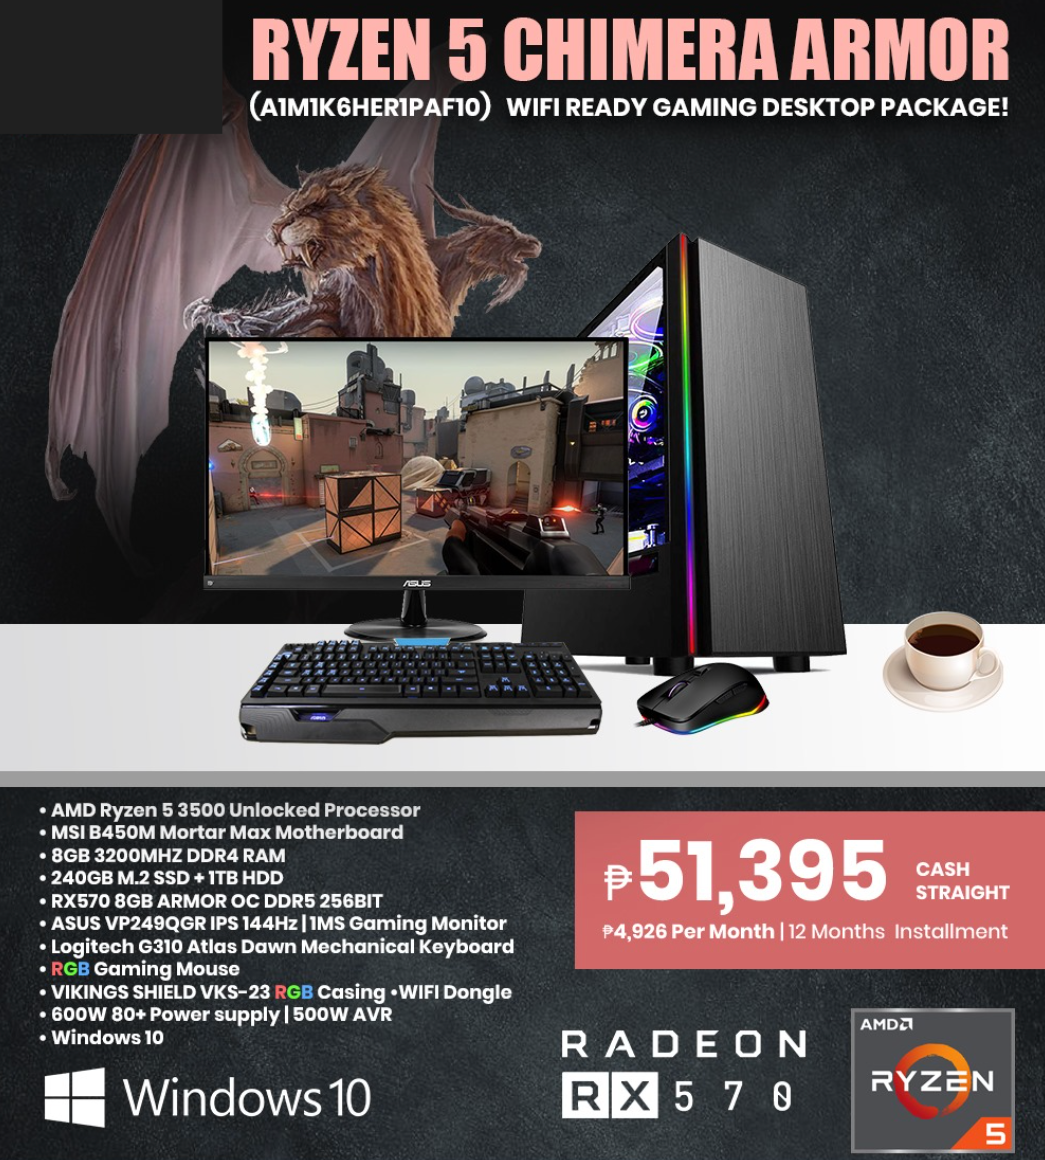 RYZEN 5 CHIMERA ARMOR
(A1M1K6HER1PAF10) WIFI READY GAMING DESKTOP PACKAGE!
ASUS
• AMD Ryzen 5 3500 Unlocked Processor
• MSI B450M Mortar Max Motherboard
• 8GB 3200MHZ DDR4 RAM
• 240GB M.2 SSD + 1TB HDD
• RX570 8GB ARMOR OC DDR5 256BIT
• ASUS VP249QGR IPS 144Hz | 1MS Gaming Monitor
• Logitech G310 Atlas Dawn Mechanical Keyboard
• RGB Gaming Mouse
• VIKINGS SHIELD VKS-23 RGB Casing •WIFI Dongle
• 600W 80+ Power supply | 500W AVR
• Windows 10
₱51,395 CASH STRAIGHT
₱4,926 Per Month | 12 Months Installment
Windows 10
RADEON
RX 570
AMD
RYZEN
5